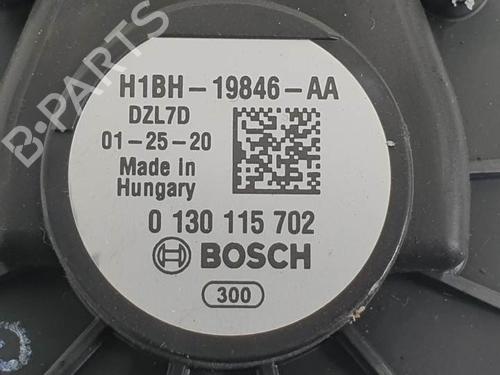 B-PARTS
H1BH-19846-AA
DZL7D
01-25-20
Made in
Hungary
0 130 115 702
BOSCH
300